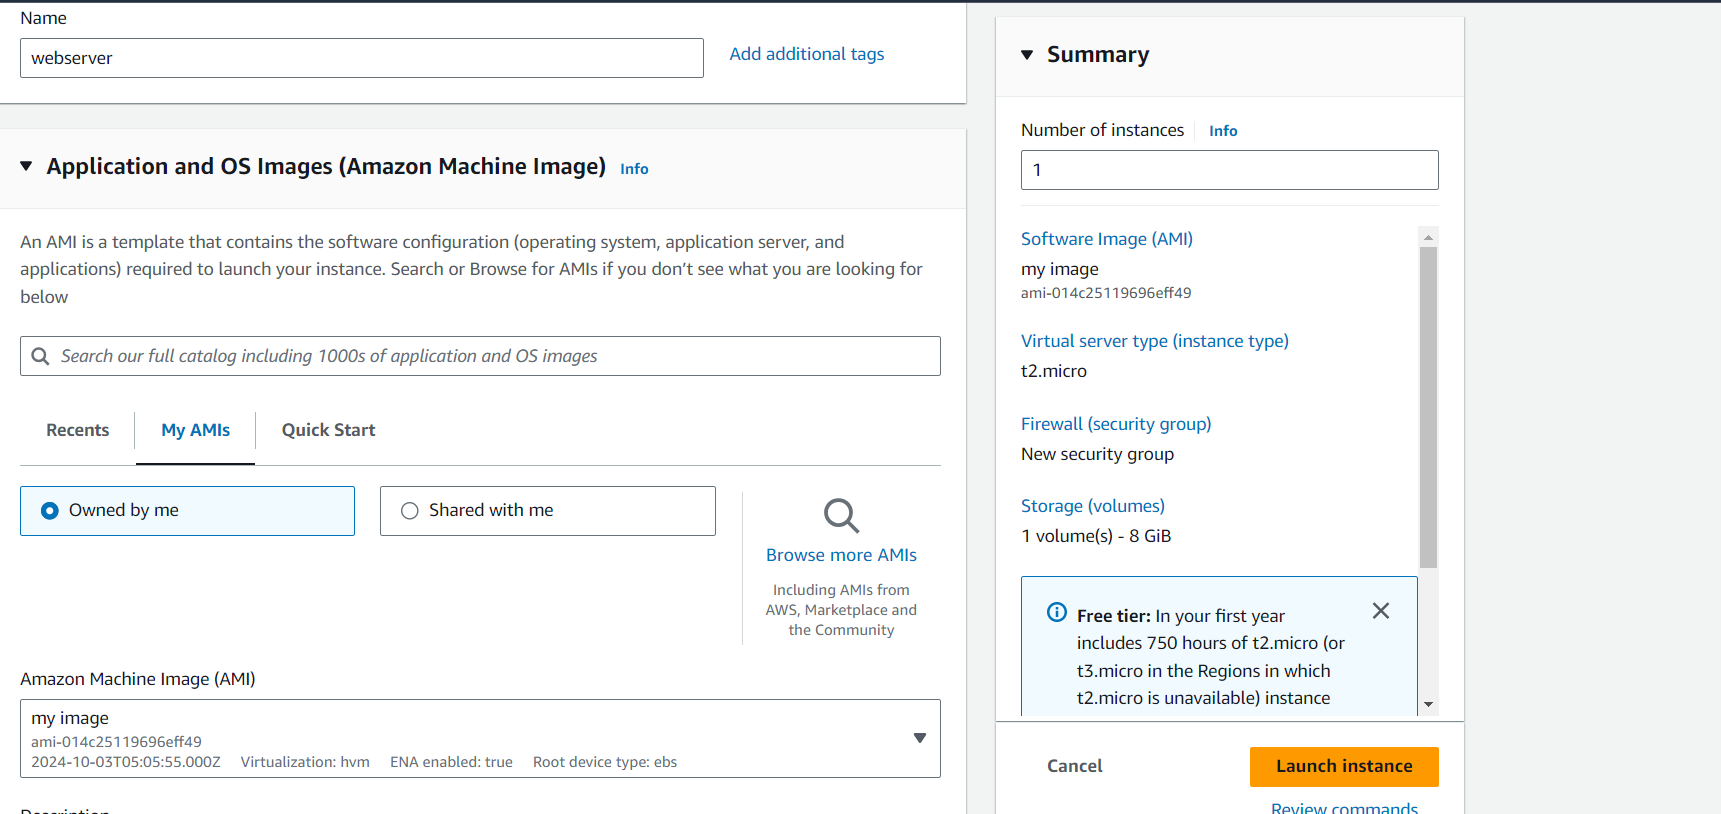 Name
webserver
Add additional tags
Application and OS Images (Amazon Machine Image) Info
An AMI is a template that contains the software configuration (operating system, application server, and
applications) required to launch your instance. Search or Browse for AMIs if you don’t see what you are looking for
below
Search our full catalog including 1000s of application and OS images
Recents
My AMIs
Quick Start
Owned by me
Shared with me
Browse more AMIs
Including AMIs from
AWS, Marketplace and
the Community
Amazon Machine Image (AMI)
my image
ami-014c25119696eff49
2024-10-03T05:05:55.000Z Virtualization: hvm ENA enabled: true Root device type: ebs
Description
Summary
Number of instances Info
1
Software Image (AMI)
my image
ami-014c25119696eff49
Virtual server type (instance type)
t2.micro
Firewall (security group)
New security group
Storage (volumes)
1 volume(s) - 8 GiB
Free tier: In your first year
includes 750 hours of t2.micro (or
t3.micro in the Regions in which
t2.micro is unavailable) instance
Cancel
Launch instance
Review commands